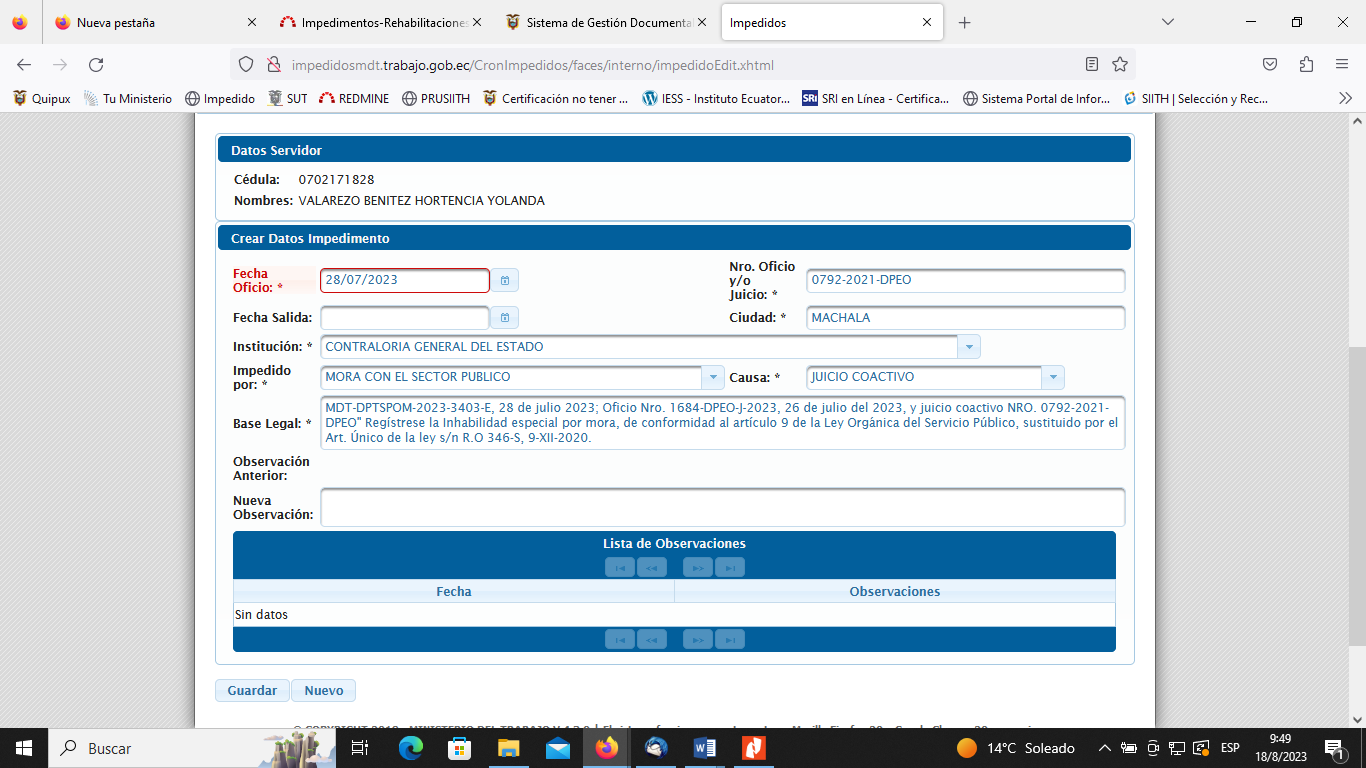 Nueva pestaña
Impedimentos-Rehabilitaciones
Sistema de Gestión Documenta
Impedidos
impedidosmdt.trabajo.gob.ec/CronImpedidos/faces/interno/impedidoEdit.xhtml
Quipux
Tu Ministerio
Impedido
SUT
REDMINE
PRUSIITH
Certificación no tener ...
IESS - Instituto Ecuator...
SRI en Línea - Certifica...
Sistema Portal de Infor...
SIITH | Selección y Rec...
Datos Servidor
Cédula: 0702171828
Nombres: VALAREZO BENITEZ HORTENCIA YOLANDA
Crear Datos Impedimento
Fecha Oficio: * 28/07/2023
Nro. Oficio y/o Juicio: * 0792-2021-DPEO
Fecha Salida:
Ciudad: * MACHALA
Institución: * CONTRALORIA GENERAL DEL ESTADO
Impedido por: * MORA CON EL SECTOR PUBLICO
Causa: * JUICIO COACTIVO
Base Legal: *
MDT-DPTSPOM-2023-3403-E, 28 de julio 2023; Oficio Nro. 1684-DPEO-J-2023, 26 de julio del 2023, y juicio coactivo NRO. 0792-2021-
DPEO" Regístrese la Inhabilidad especial por mora, de conformidad al artículo 9 de la Ley Orgánica del Servicio Público, sustituido por el
Art. Único de la ley s/n R.O 346-S, 9-XII-2020.
Observación
Anterior:
Nueva
Observación:
Lista de Observaciones
Fecha
Observaciones
Sin datos
Guardar
Nuevo
Buscar
14°C Soleado
ESP
9:49
18/8/2023
1